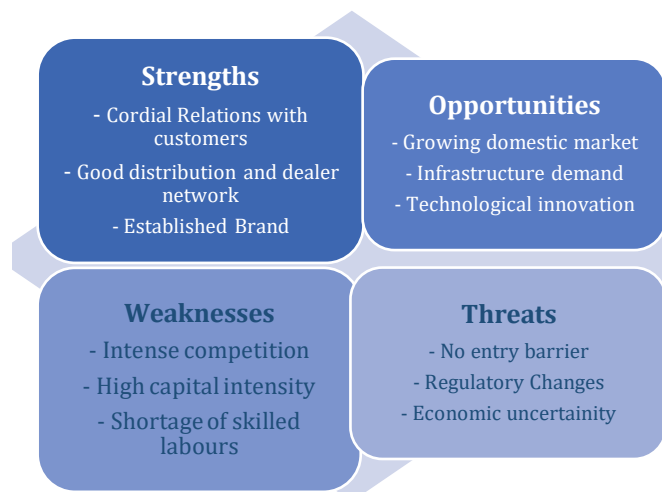 Strengths
- Cordial Relations with
customers
- Good distribution and dealer
network
- Established Brand
Opportunities
- Growing domestic market
- Infrastructure demand
- Technological innovation
Weaknesses
- Intense competition
- High capital intensity
- Shortage of skilled
labours
Threats
- No entry barrier
- Regulatory Changes
- Economic uncertainity